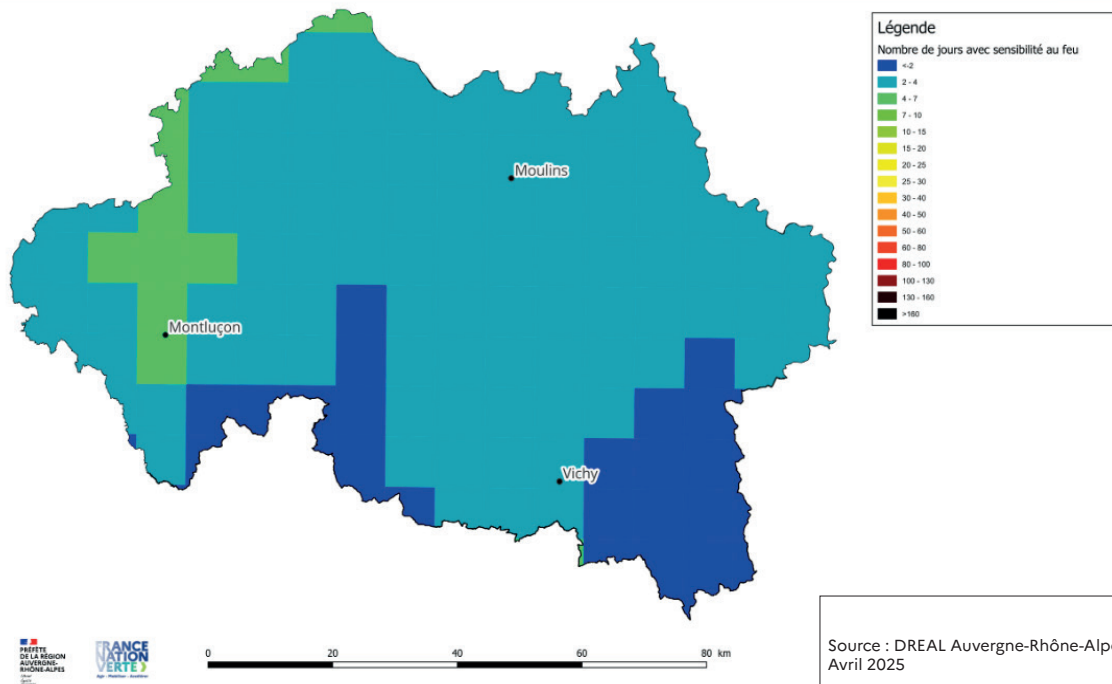 Légende
Nombre de jours avec sensibilité au feu
<-2
2 - 4
4 - 7
7 - 10
10 - 15
15 - 20
20 - 25
25 - 30
30 - 40
40 - 50
50 - 60
60 - 80
80 - 100
100 - 130
130 - 160
>160
Moulins
Montluçon
Vichy
PRÉFÈTE
DE LA RÉGION
AUVERGNE-
RHÔNE-ALPES
FRANCE
NATION
VERTE
Agir • Mobiliser • Accélérer
0 20 40 60 80 km
Source : DREAL Auvergne-Rhône-Alpe
Avril 2025